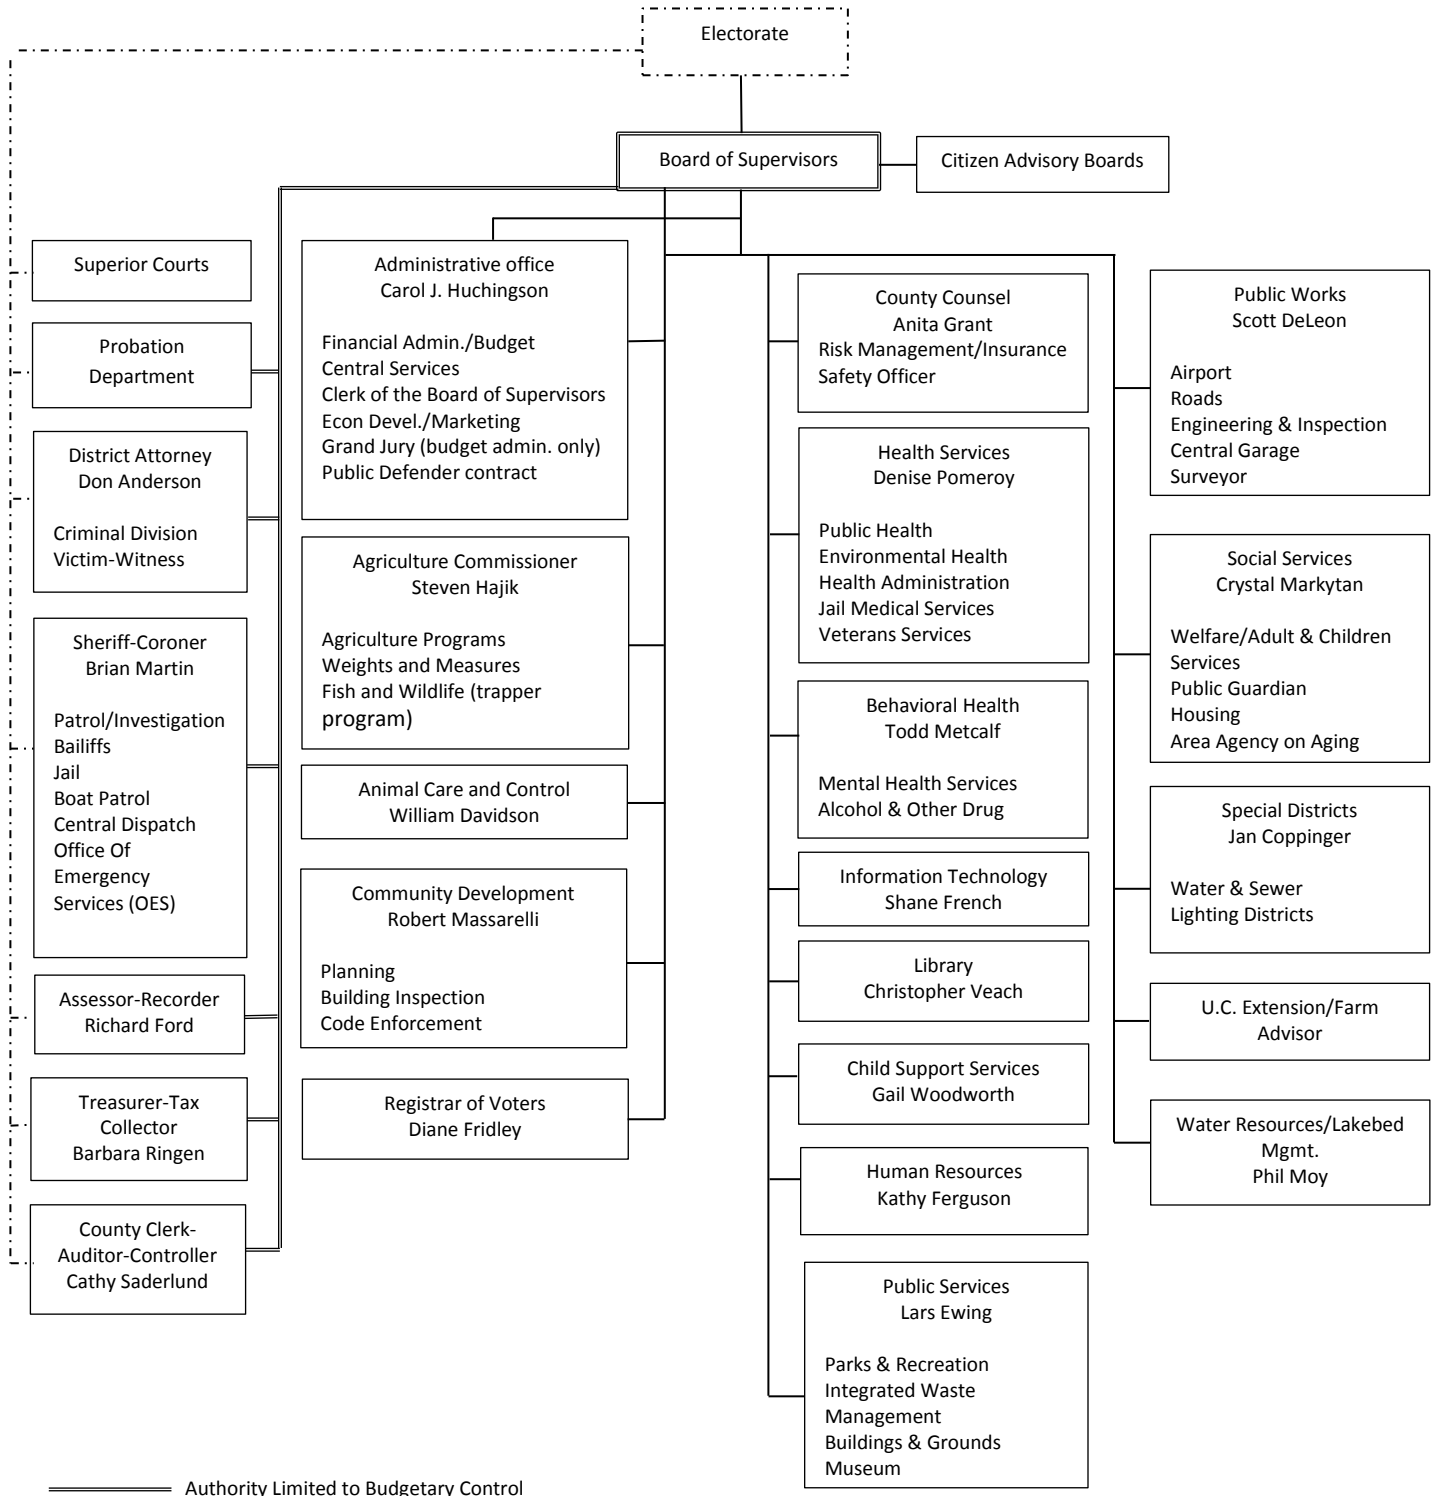 Electorate
Board of Supervisors
Citizen Advisory Boards
Superior Courts
Probation
Department
District Attorney
Don Anderson
Criminal Division
Victim-Witness
Sheriff-Coroner
Brian Martin
Patrol/Investigation
Bailiffs
Jail
Boat Patrol
Central Dispatch
Office Of
Emergency
Services (OES)
Assessor-Recorder
Richard Ford
Treasurer-Tax
Collector
Barbara Ringen
County Clerk-
Auditor-Controller
Cathy Saderlund
Administrative office
Carol J. Huchingson
Financial Admin./Budget
Central Services
Clerk of the Board of Supervisors
Econ Devel./Marketing
Grand Jury (budget admin. only)
Public Defender contract
Agriculture Commissioner
Steven Hajik
Agriculture Programs
Weights and Measures
Fish and Wildlife (trapper
program)
Animal Care and Control
William Davidson
Community Development
Robert Massarelli
Planning
Building Inspection
Code Enforcement
Registrar of Voters
Diane Fridley
County Counsel
Anita Grant
Risk Management/Insurance
Safety Officer
Health Services
Denise Pomeroy
Public Health
Environmental Health
Health Administration
Jail Medical Services
Veterans Services
Behavioral Health
Todd Metcalf
Mental Health Services
Alcohol & Other Drug
Information Technology
Shane French
Library
Christopher Veach
Child Support Services
Gail Woodworth
Human Resources
Kathy Ferguson
Public Services
Lars Ewing
Parks & Recreation
Integrated Waste
Management
Buildings & Grounds
Museum
Public Works
Scott DeLeon
Airport
Roads
Engineering & Inspection
Central Garage
Surveyor
Social Services
Crystal Markytan
Welfare/Adult & Children
Services
Public Guardian
Housing
Area Agency on Aging
Special Districts
Jan Coppinger
Water & Sewer
Lighting Districts
U.C. Extension/Farm
Advisor
Water Resources/Lakebed
Mgmt.
Phil Moy
Authority Limited to Budgetary Control